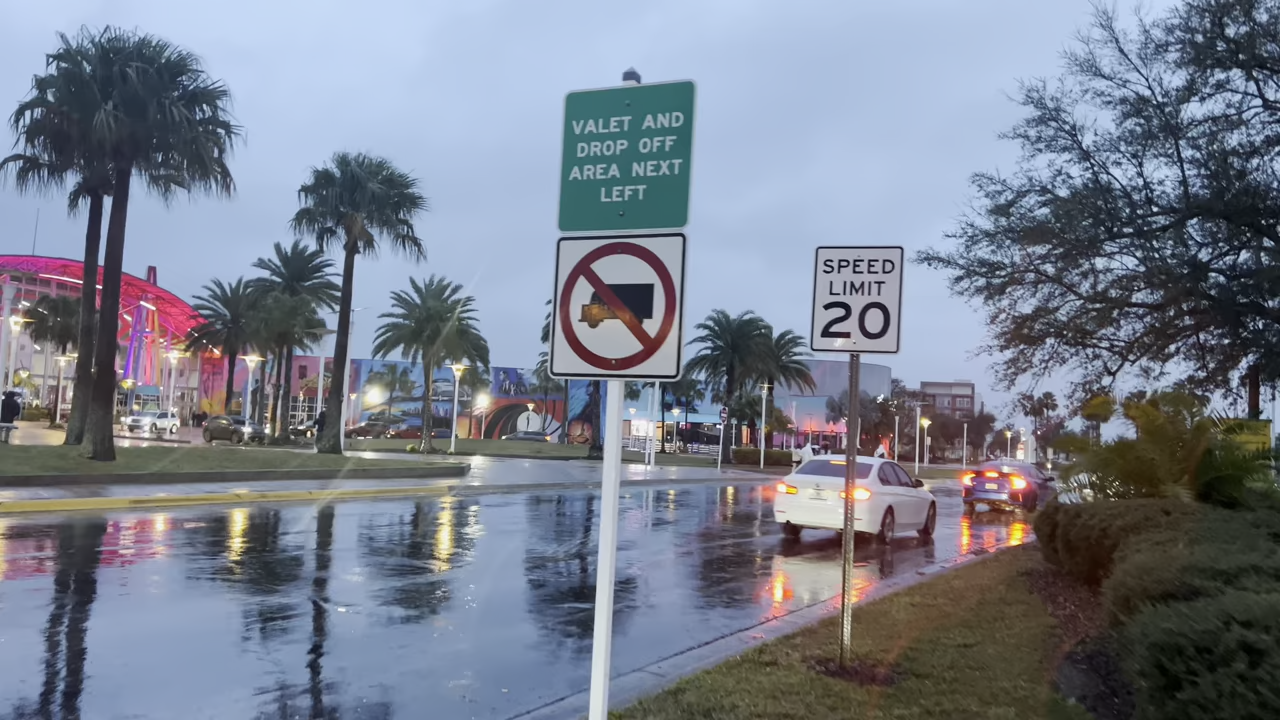 VALET AND
DROP OFF
AREA NEXT
LEFT
SPEED
LIMIT
20